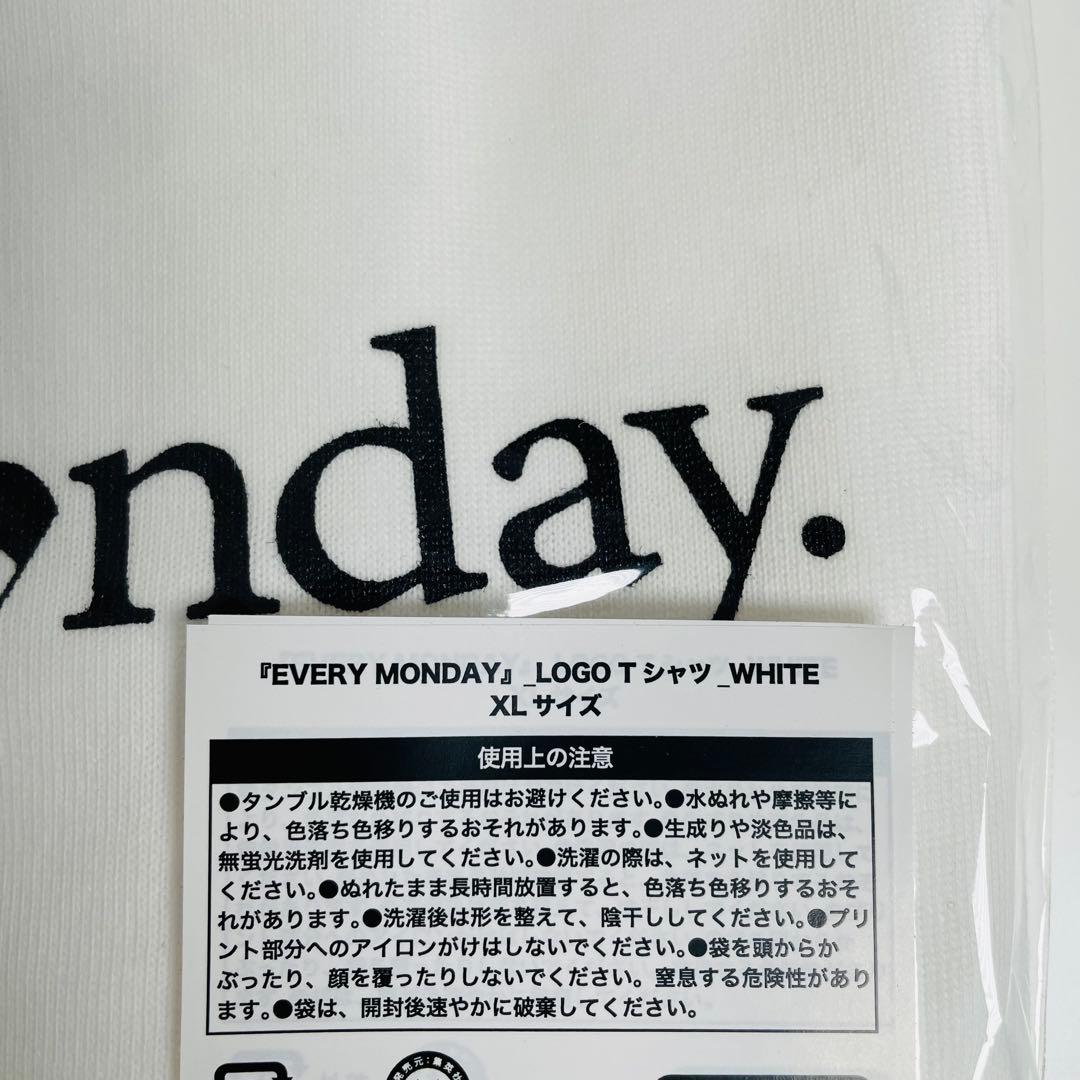 onday.
『EVERY MONDAY』_LOGO Tシャツ_WHITE
XLサイズ
使用上の注意
●タンブル乾燥機のご使用はお避けください。●水ぬれや摩擦等に
より、色落ち色移りするおそれがあります。●生成りや淡色品は、
無蛍光洗剤を使用してください。●洗濯の際は、ネットを使用して
ください。●ぬれたまま長時間放置すると、色落ち色移りするおそ
れがあります。●洗濯後は形を整えて、陰干ししてください。●プリ
ント部分へのアイロンがけはしないでください。●袋を頭からか
ぶったり、顔を覆ったりしないでください。窒息する危険性があり
ます。●袋は、開封後速やかに破棄してください。
発売元:集英社